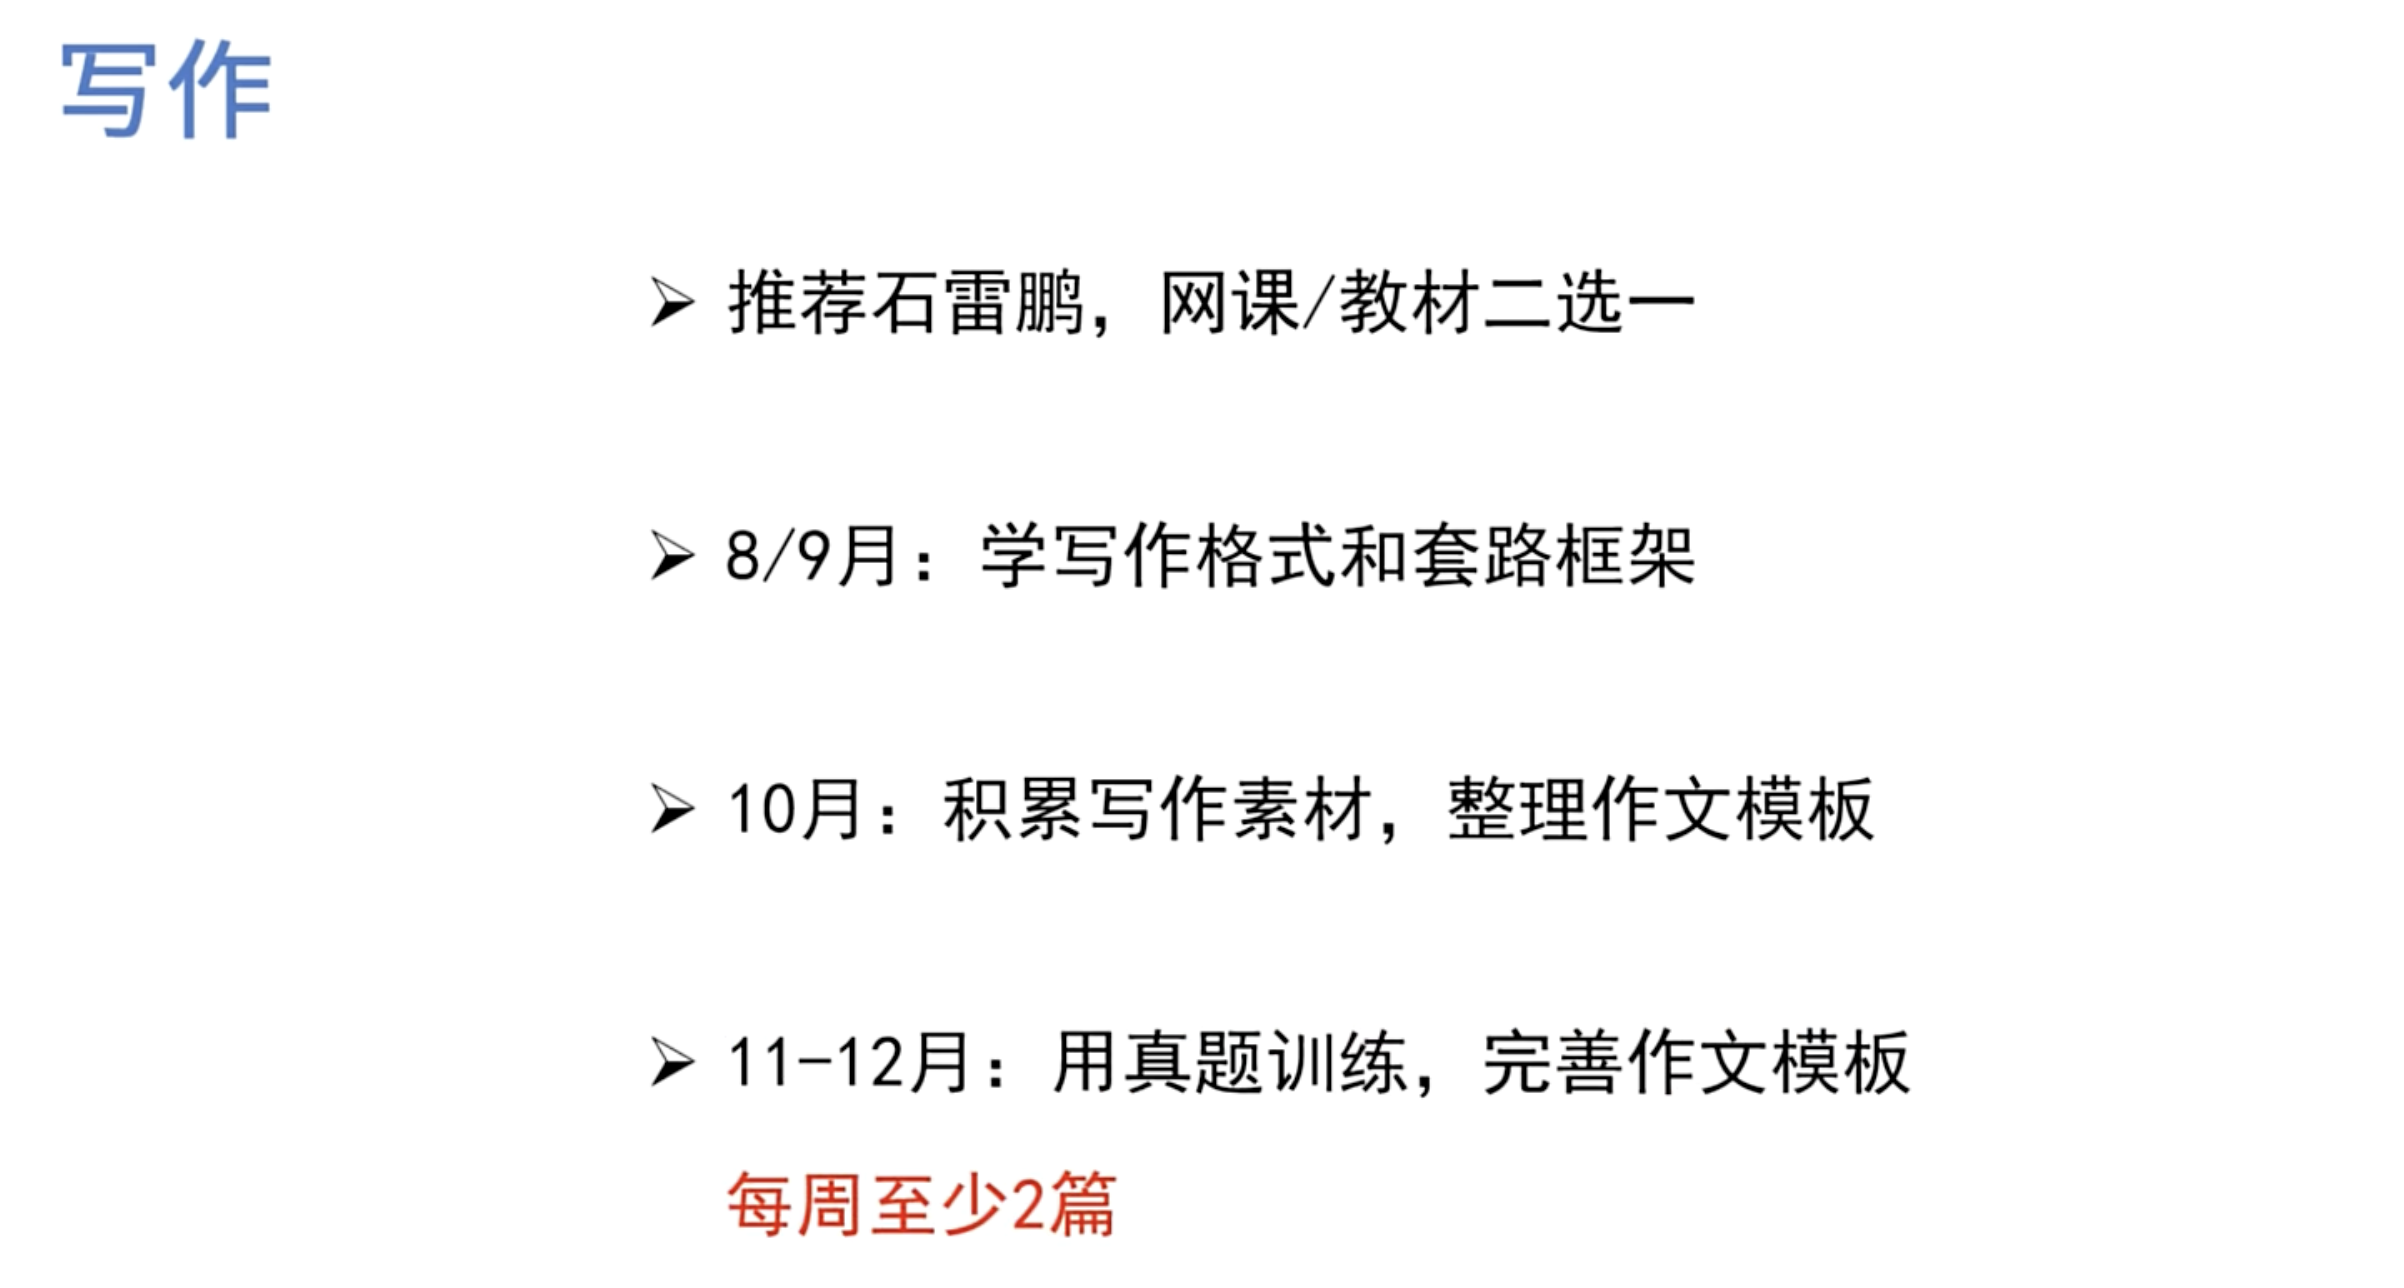 写作
➢ 推荐石雷鹏，网课/教材二选一
➢ 8/9月：学写作格式和套路框架
➢ 10月：积累写作素材，整理作文模板
➢ 11-12月：用真题训练，完善作文模板
每周至少2篇